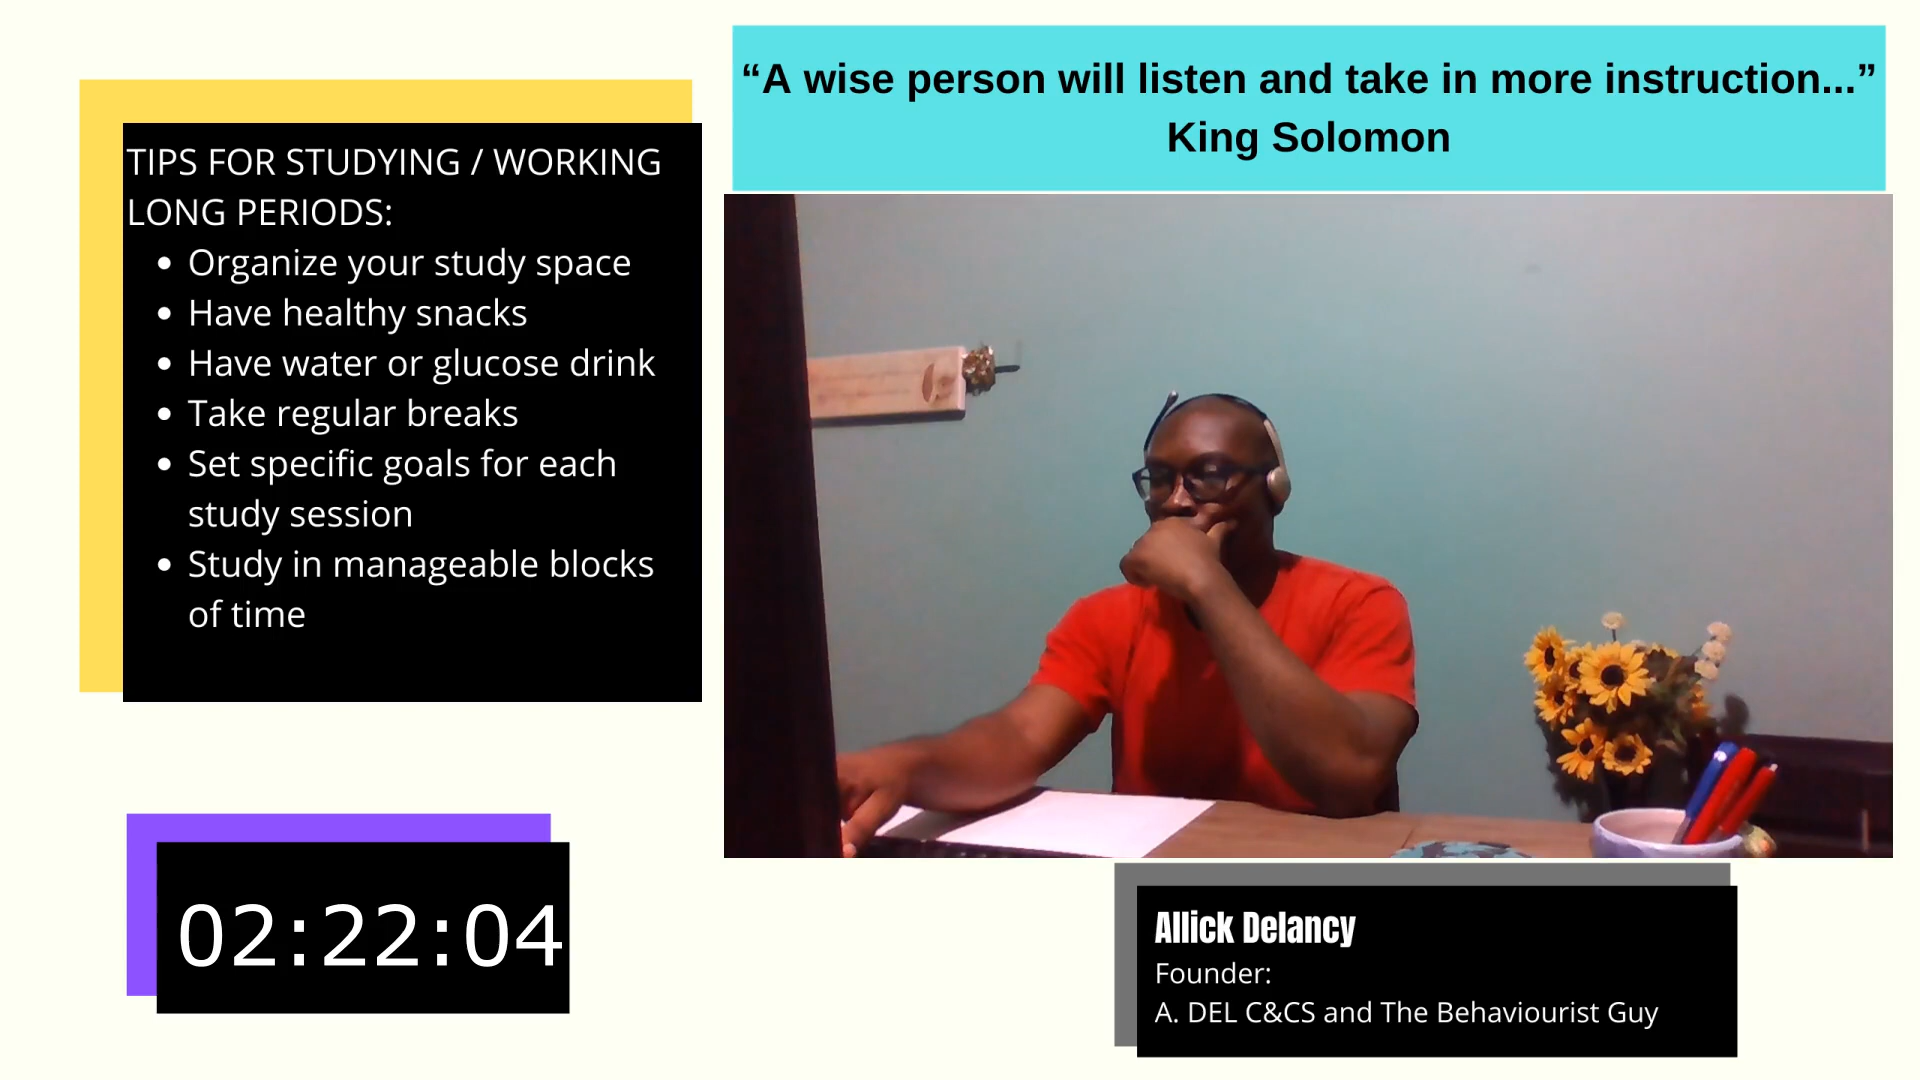 “A wise person will listen and take in more instruction...”
King Solomon
TIPS FOR STUDYING / WORKING
LONG PERIODS:
• Organize your study space
• Have healthy snacks
• Have water or glucose drink
• Take regular breaks
• Set specific goals for each
study session
• Study in manageable blocks
of time
02:22:04
Allick Delancy
Founder:
A. DEL C&CS and The Behaviourist Guy